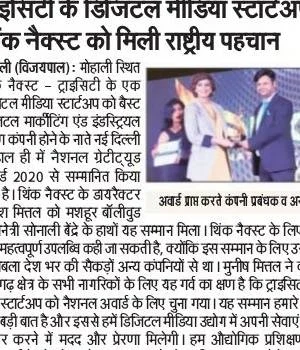 इसिटी के डिजिटल मीडिया स्टार्टअप
ंक नैक्स्ट को मिली राष्ट्रीय पहचान
ली (विजयपाल): मोहाली स्थित
नैक्स्ट – ट्राइसिटी के एक
टल मीडिया स्टार्टअप को बैस्ट
टल मार्कीटिंग एंड इंडस्ट्रियल
ग कंपनी होने के नाते नई दिल्ली
हाल ही में नैशनल ग्रेटीट्यूड
र्ड 2020 से सम्मानित किया
है। थिंक नैक्स्ट के डायरैक्टर
श मित्तल को मशहूर बॉलीवुड
अवार्ड प्राप्त करते कंपनी प्रबंधक व अ
नेत्री सोनाली बेंद्रे के हाथों यह सम्मान मिला। थिंक नैक्स्ट के लिए
महत्वपूर्ण उपलब्धि कही जा सकती है, क्योंकि इस सम्मान के लिए उ
बला देश भर की सैकड़ों अन्य कंपनियों से था। मुनीष मित्तल ने व
गढ़ क्षेत्र के सभी नागरिकों के लिए यह गर्व का क्षण है कि ट्राइसिटी
स्टार्टअप को नैशनल अवार्ड के लिए चुना गया। यह सम्मान हमारे
बड़ी बात है और इससे हमें डिजिटल मीडिया उद्योग में अपनी सेवाएं
र करने में मदद और प्रेरणा मिलेगी। हम औद्योगिक प्रशिक्षण